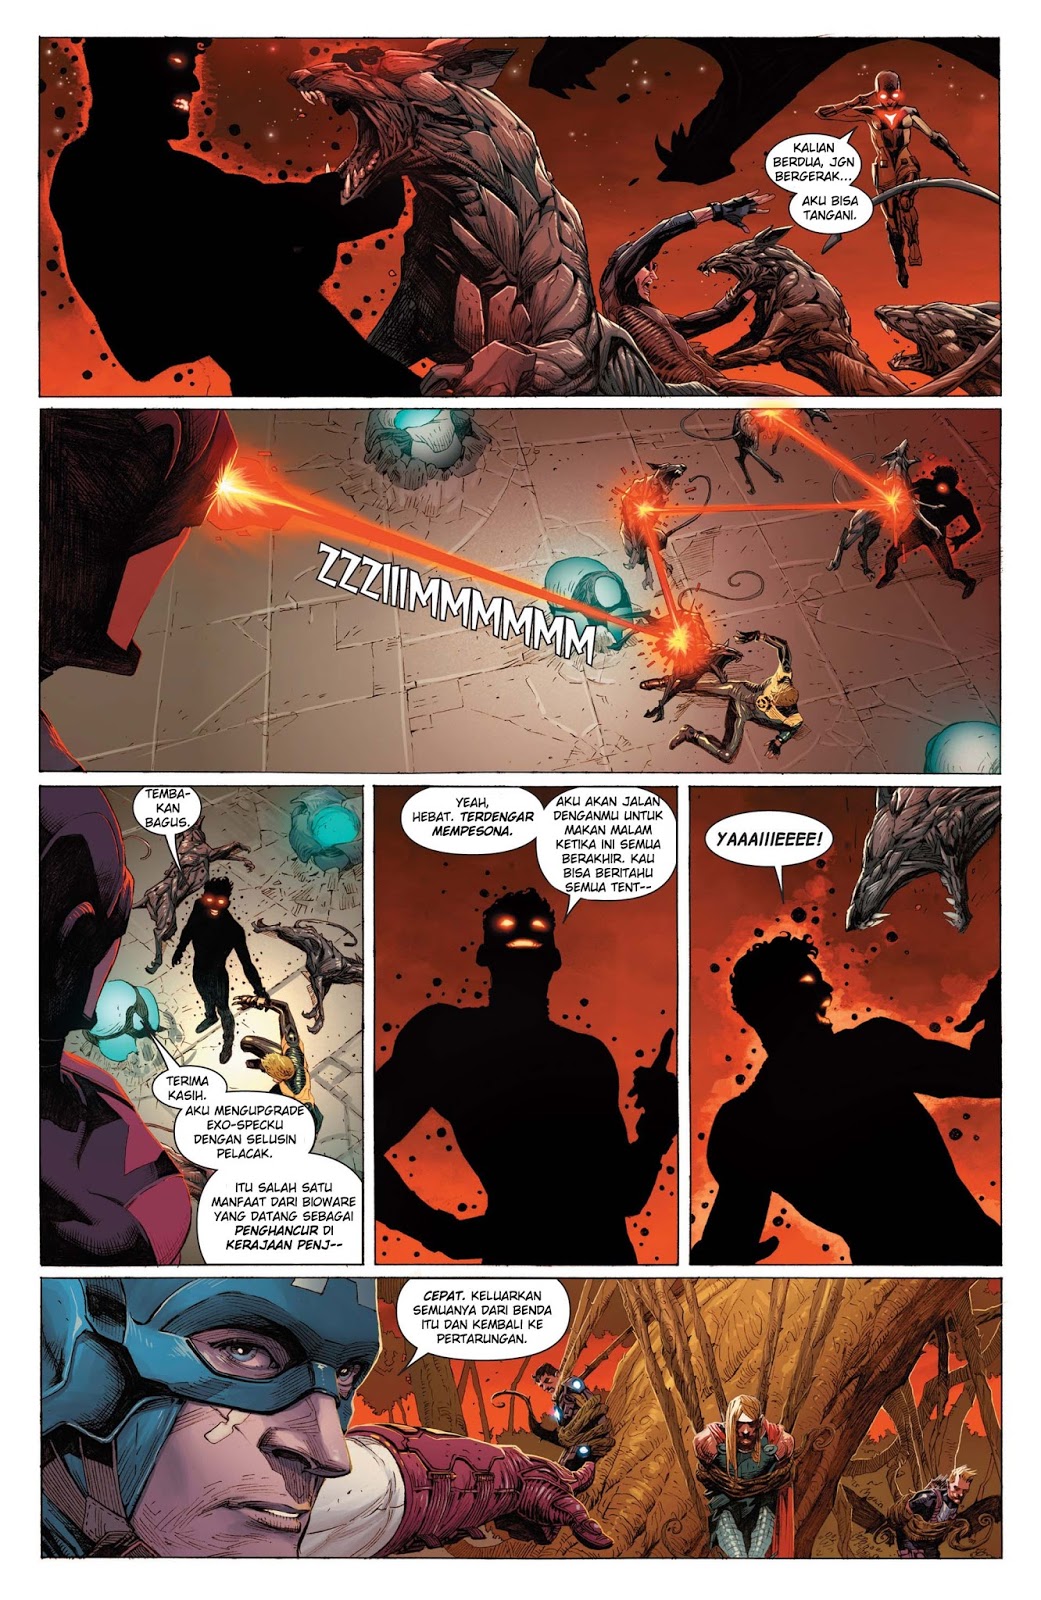 KALIAN
BERDUA, JGN
BERGERAK...
AKU BISA
TANGANI.
ZZZIIIMMMMMM
TEMBA-
KAN
BAGUS.
TERIMA
KASIH.
AKU MENGUPGRADE
EXO-SPECKU
DENGAN SELUSIN
PELACAK.
ITU SALAH SATU
MANFAAT DARI BIOWARE
YANG DATANG SEBAGAI
PENGHANCUR DI
KERAJAAN PENJ--
YEAH,
HEBAT. TERDENGAR
MEMPESONA.
AKU AKAN JALAN
DENGANMU UNTUK
MAKAN MALAM
KETIKA INI SEMUA
BERAKHIR. KAU
BISA BERITAHU
SEMUA TENT--
YAAAIIIEEEE!
CEPAT. KELUARKAN
SEMUANYA DARI BENDA
ITU DAN KEMBALI KE
PERTARUNGAN.